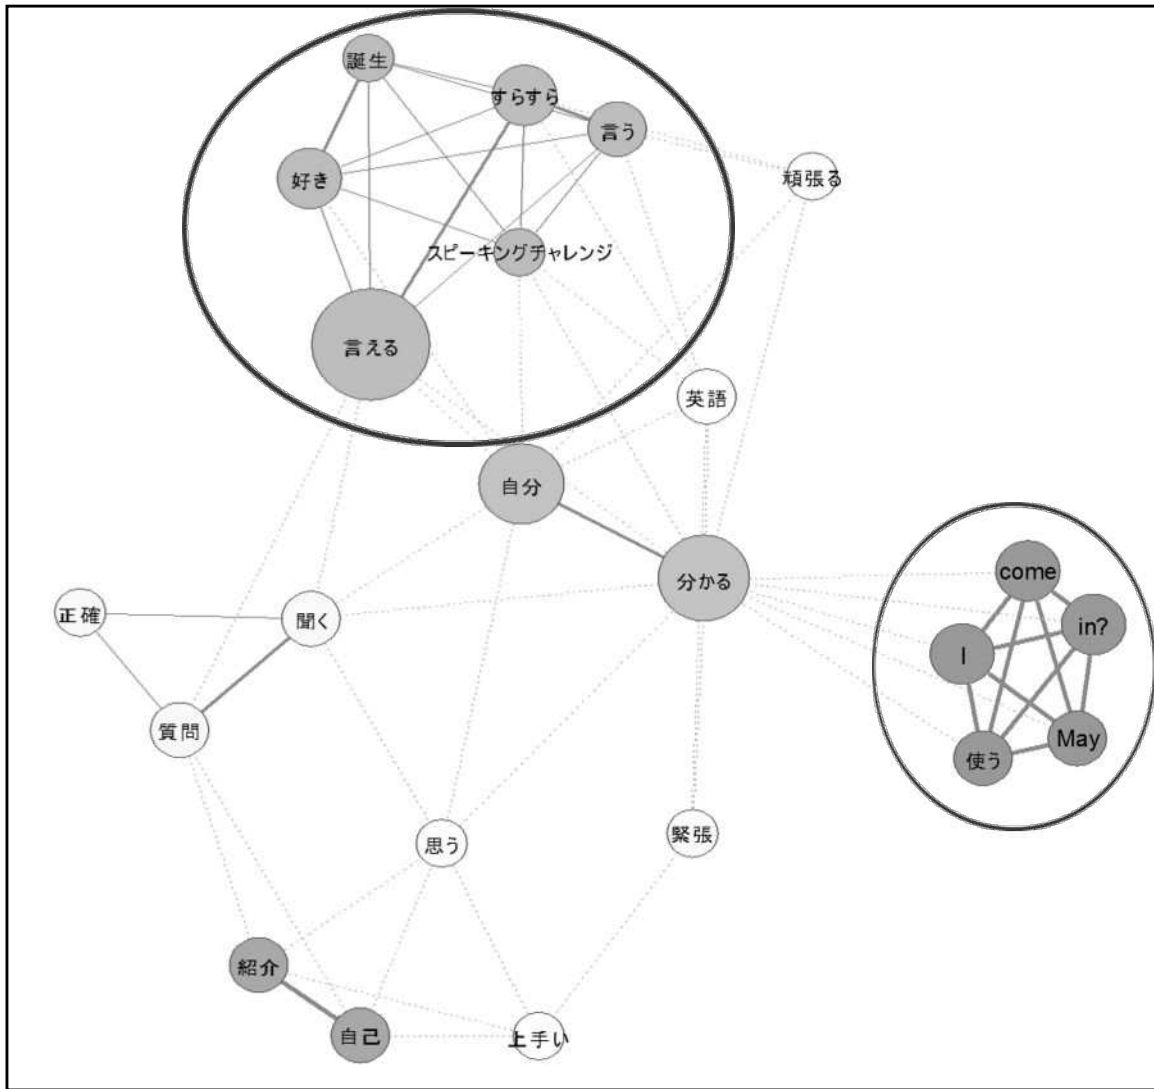 誕生
すらすら
言う
好き
頑張る
スピーキングチャレンジ
言える
英語
自分
分かる
come
in?
正確
聞く
I
質問
May
使う
思う
緊張
紹介
自己
上手い